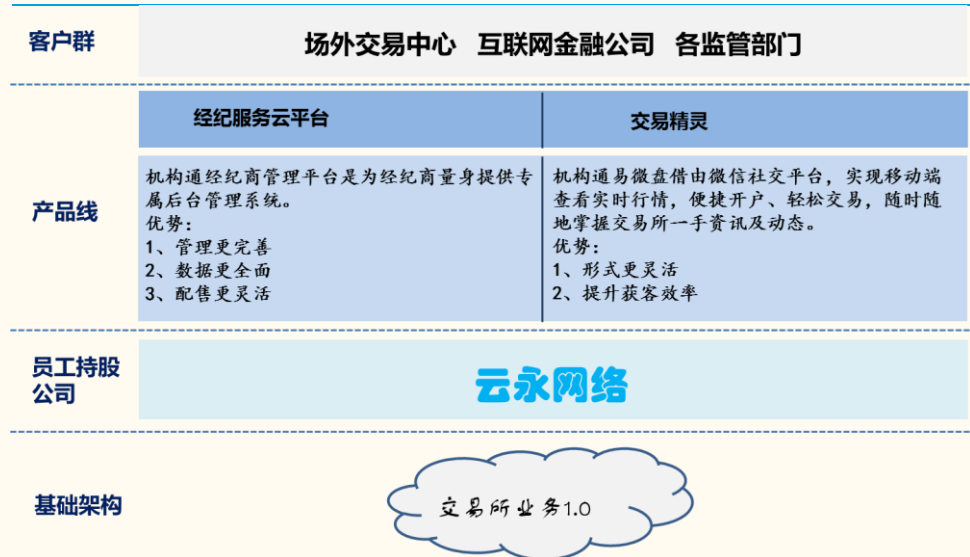 客户群
场外交易中心 互联网金融公司 各监管部门
产品线
经纪服务云平台
机构通经纪商管理平台是为经纪商量身提供专
属后台管理系统。
优势：
1、管理更完善
2、数据更全面
3、配售更灵活
交易精灵
机构通易微盘借由微信社交平台，实现移动端
查看实时行情，便捷开户、轻松交易，随时随
地掌握交易所一手资讯及动态。
优势：
1、形式更灵活
2、提升获客效率
员工持股
公司
云永网络
基础架构
交易所业务1.0